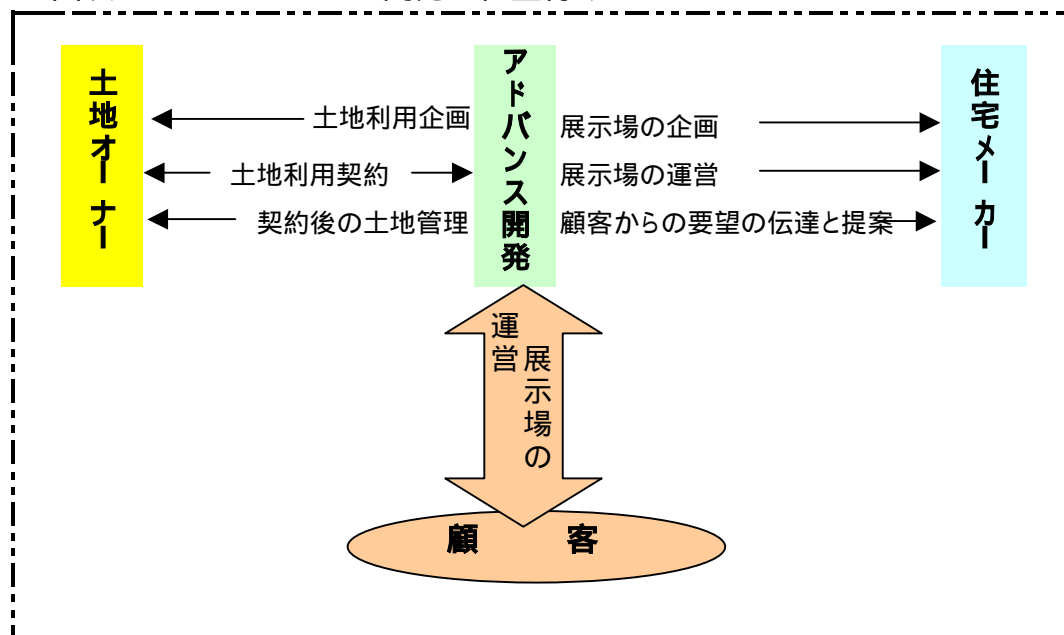 土地オーナー
アドバンス開発
住宅メーカー
土地利用企画
展示場の企画
土地利用契約
展示場の運営
契約後の土地管理
顧客からの要望の伝達と提案
展示場の
運営
顧 客